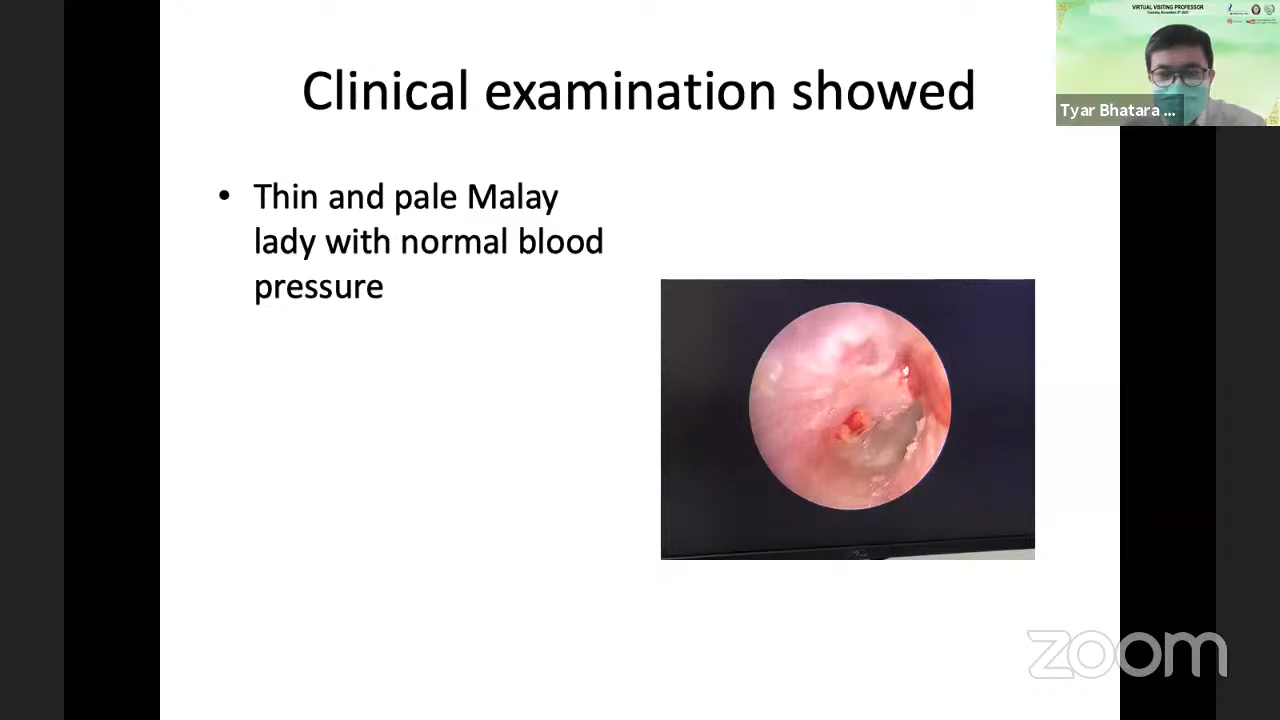 VIRTUAL VISITING PROFESSOR
Clinical examination showed
Tyar Bhatara ...
• Thin and pale Malay
lady with normal blood
pressure
zoom